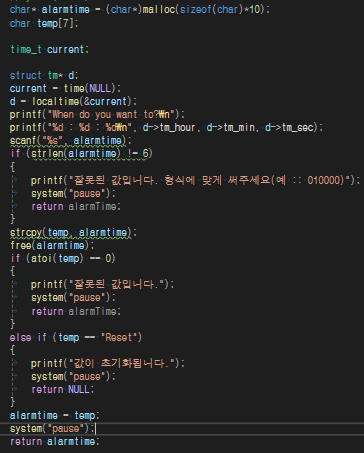 char* alarmtime = (char*)malloc(sizeof(char)*10);
char temp[7];
time_t current;
struct tm* d;
current = time(NULL);
d = localtime(&current);
printf("When do you want to?₩n");
printf("%d : %d : %d₩n", d->tm_hour, d->tm_min, d->tm_sec);
scanf("%s", alarmtime);
if (strlen(alarmtime) != 6)
{
printf("잘못된 값입니다. 형식에 맞게 써주세요(예 :: 010000)");
system("pause");
return alarmTime;
}
strcpy(temp, alarmtime);
free(alarmtime);
if (atoi(temp) == 0)
{
printf("잘못된 값입니다.");
system("pause");
return alarmTime;
}
else if (temp == "Reset")
{
printf("값이 초기화됩니다.");
system("pause");
return NULL;
}
alarmtime = temp;
system("pause");
return alarmtime;